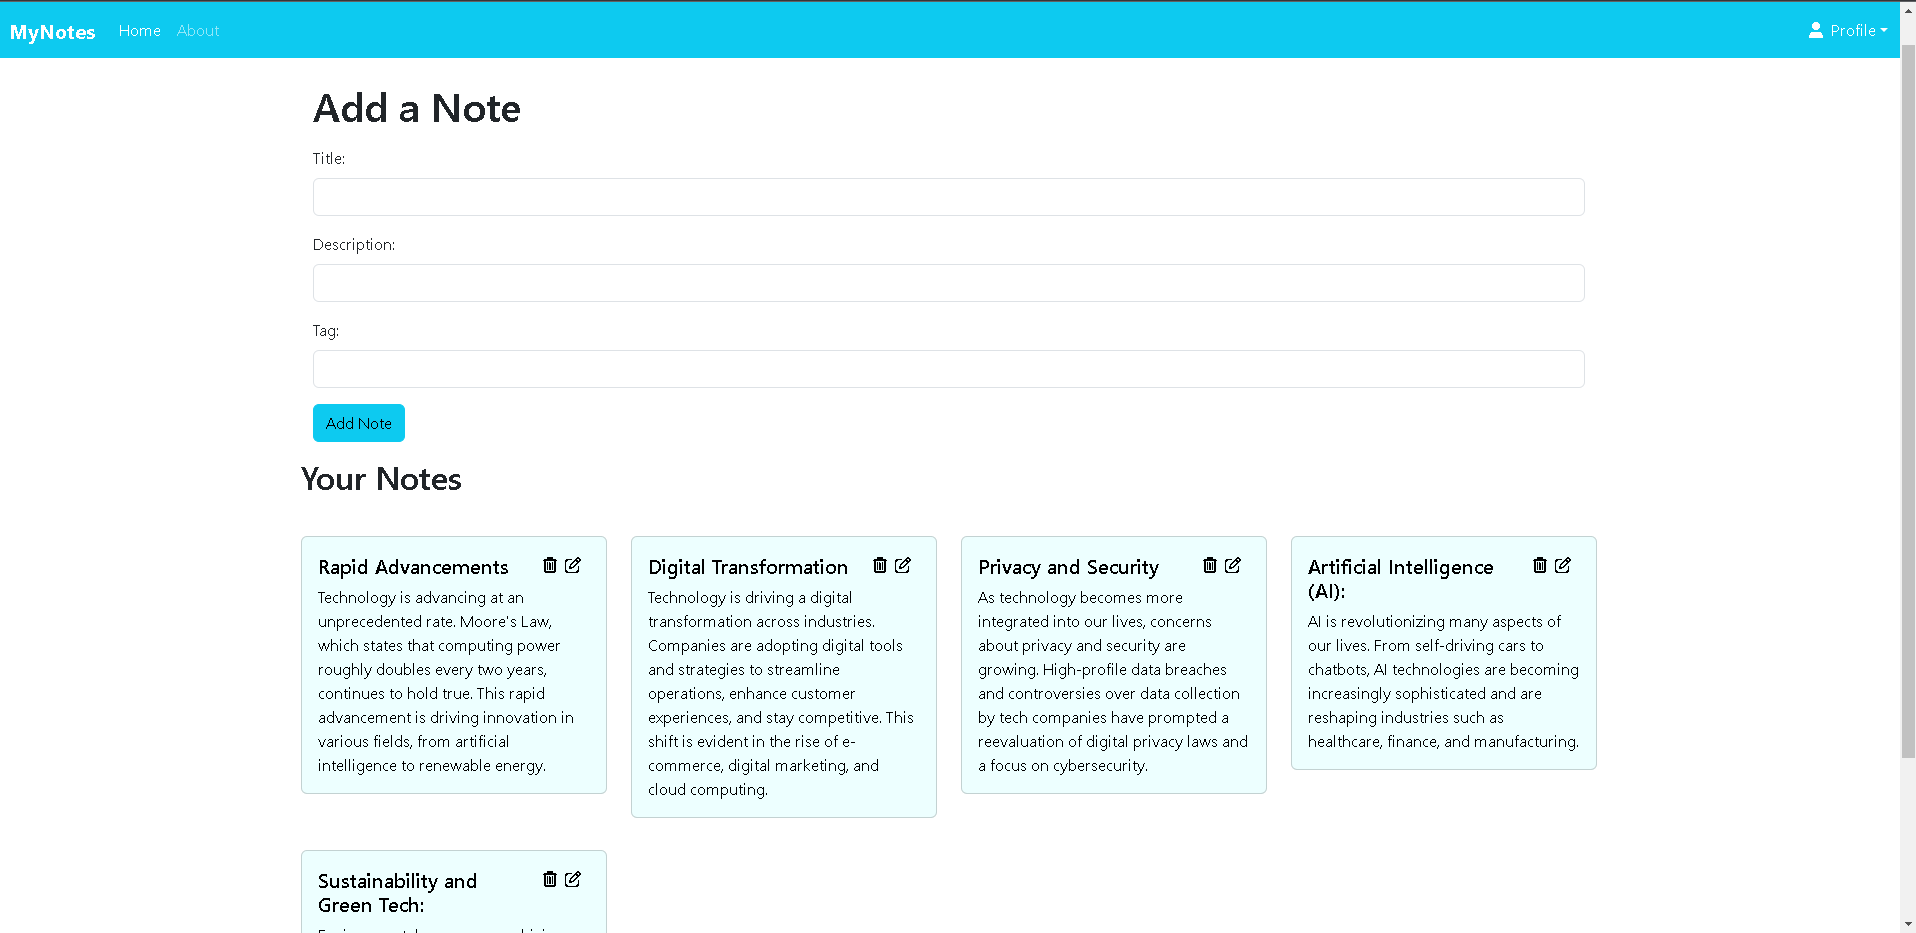 MyNotes Home About Profile
Add a Note
Title:
Description:
Tag:
Add Note
Your Notes
Rapid Advancements
Technology is advancing at an
unprecedented rate. Moore's Law,
which states that computing power
roughly doubles every two years,
continues to hold true. This rapid
advancement is driving innovation in
various fields, from artificial
intelligence to renewable energy.
Digital Transformation
Technology is driving a digital
transformation across industries.
Companies are adopting digital tools
and strategies to streamline
operations, enhance customer
experiences, and stay competitive. This
shift is evident in the rise of e-
commerce, digital marketing, and
cloud computing.
Privacy and Security
As technology becomes more
integrated into our lives, concerns
about privacy and security are
growing. High-profile data breaches
and controversies over data collection
by tech companies have prompted a
reevaluation of digital privacy laws and
a focus on cybersecurity.
Artificial Intelligence
(AI):
AI is revolutionizing many aspects of
our lives. From self-driving cars to
chatbots, AI technologies are becoming
increasingly sophisticated and are
reshaping industries such as
healthcare, finance, and manufacturing.
Sustainability and
Green Tech: